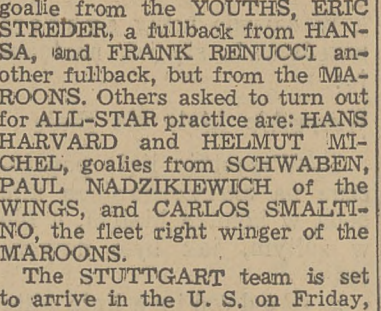 goalie from the YOUTHS, ERIC
STREDER, a fullback from HAN-
SA, and FRANK RENUCCI an-
other fullback, but from the MA-
ROONS. Others asked to turn out
for ALL-STAR practice are: HANS
HARVARD and HELMUT MI-
CHEL, goalies from SCHWABEN,
PAUL NADZIKIEWICH of the
WINGS, and CARLOS SMALTI-
NO, the fleet right winger of the
MAROONS.
The STUTTGART team is set
to arrive in the U. S. on Friday,